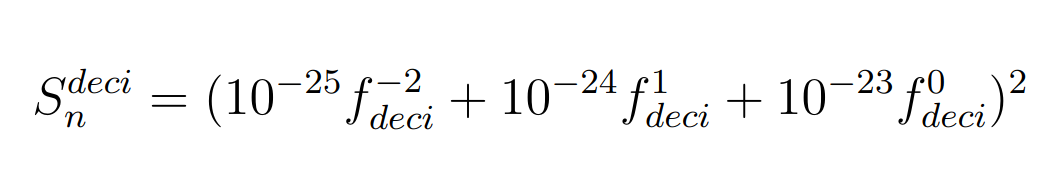 S_n^{deci} = (10^{-25} f_{deci}^{-2} + 10^{-24} f_{deci}^{1} + 10^{-23} f_{deci}^{0})^2